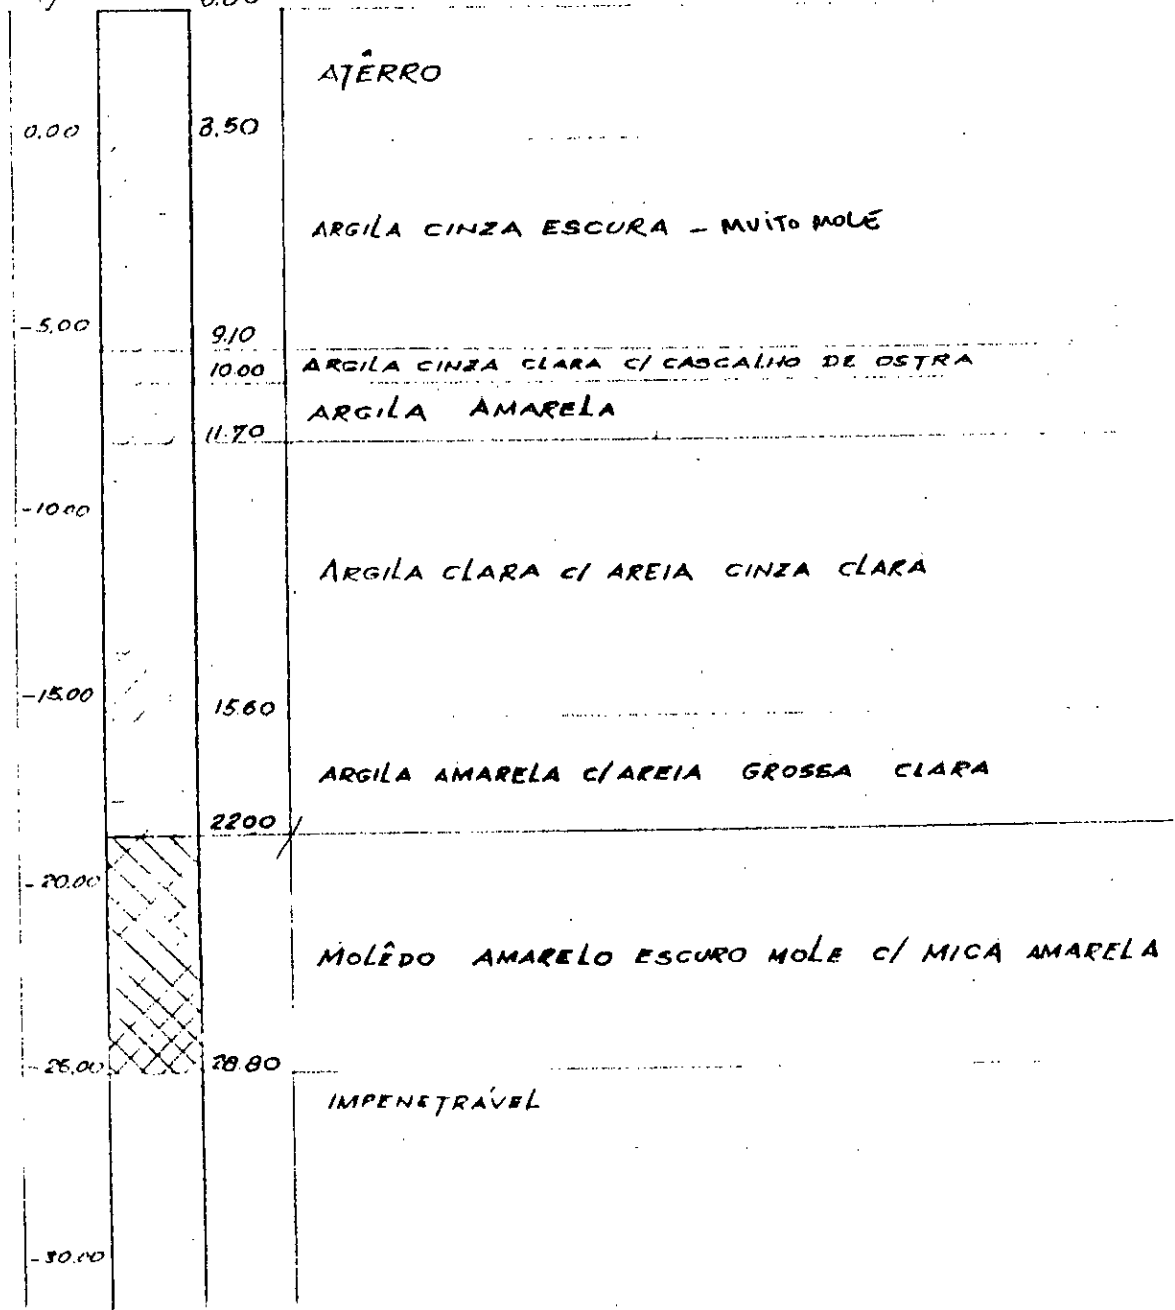 0.00
ATÊRRO
0.00 3.50
ARGILA CINZA ESCURA - MUITO MOLE
-5.00 9.10
10.00 ARGILA CINZA CLARA C/ CASCALHO DE OSTRA
ARGILA AMARELA
11.70
-10.00
ARGILA CLARA C/ AREIA CINZA CLARA
-15.00 15.60
ARGILA AMARELA C/ AREIA GROSSA CLARA
2200
-20.00
MOLÊDO AMARELO ESCURO MOLE C/ MICA AMARELA
-25.00 28.80
IMPENETRÁVEL
-30.00